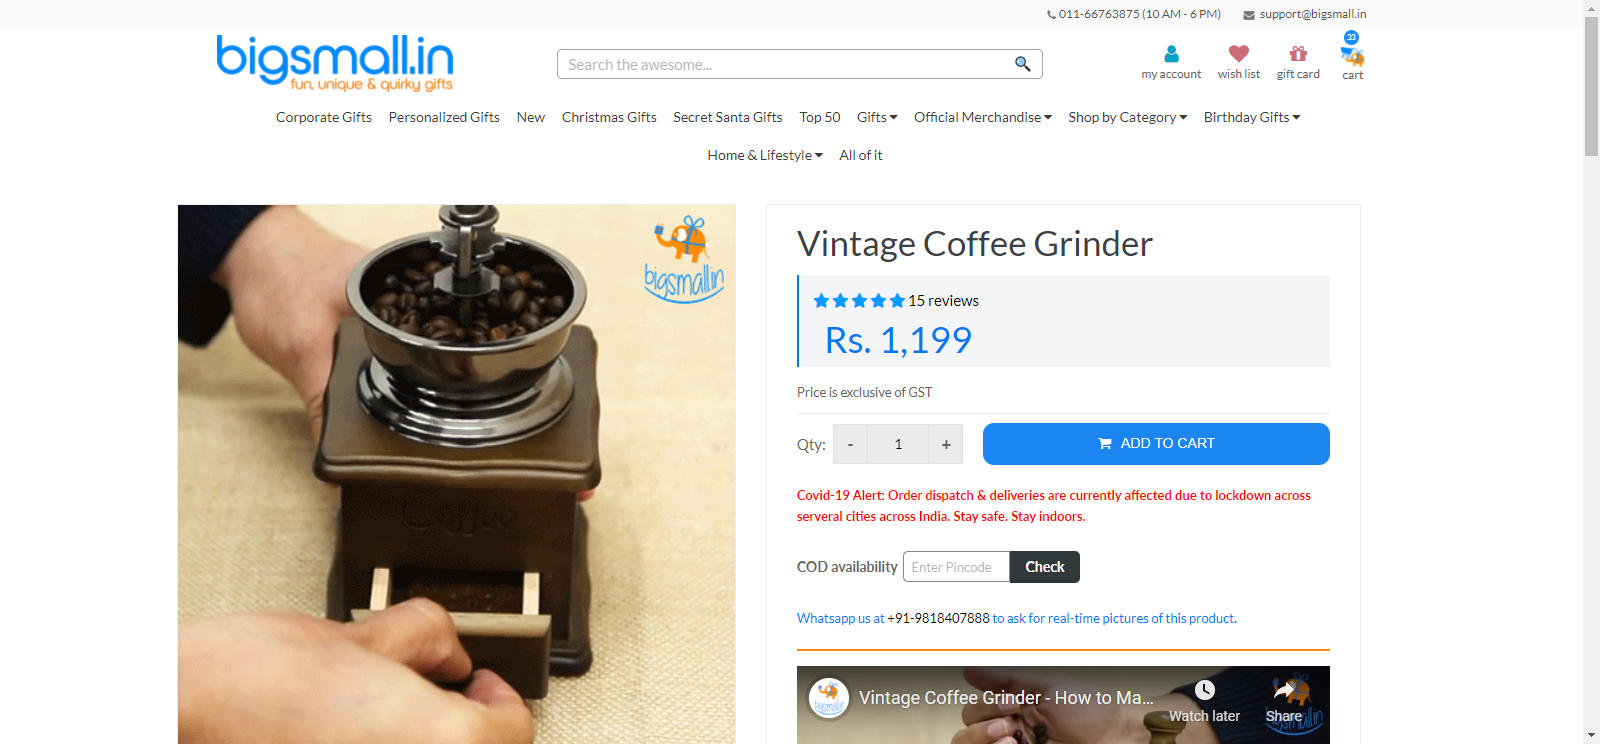 011-66763875 (10 AM - 6 PM) support@bigsmall.in
bigsmall.in
fun, unique & quirky gifts
Search the awesome...
my account wish list gift card 33 cart
Corporate Gifts Personalized Gifts New Christmas Gifts Secret Santa Gifts Top 50 Gifts Official Merchandise Shop by Category Birthday Gifts
Home & Lifestyle All of it
bigsmall.in
Coffee
Vintage Coffee Grinder
15 reviews
Rs. 1,199
Price is exclusive of GST
Qty: - 1 + ADD TO CART
Covid-19 Alert: Order dispatch & deliveries are currently affected due to lockdown across
serveral cities across India. Stay safe. Stay indoors.
COD availability Enter Pincode Check
Whatsapp us at +91-9818407888 to ask for real-time pictures of this product.
bigsmall.in
Vintage Coffee Grinder - How to Ma...
Watch later Share
bigsmall.in